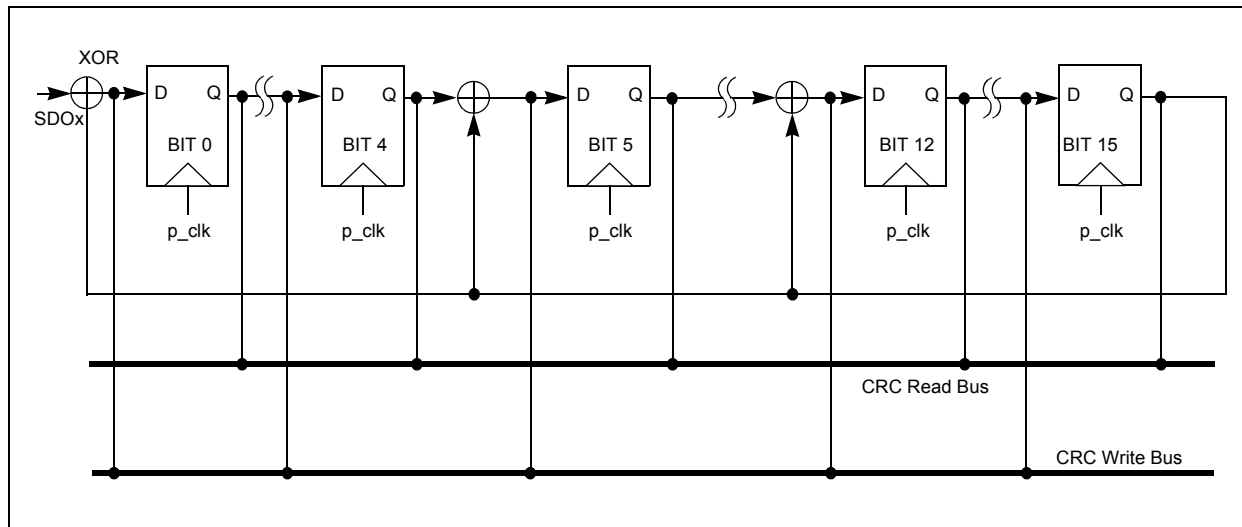 XOR
SDOx
D Q
BIT 0
p_clk
D Q
BIT 4
p_clk
D Q
BIT 5
p_clk
D Q
BIT 12
p_clk
D Q
BIT 15
p_clk
CRC Read Bus
CRC Write Bus